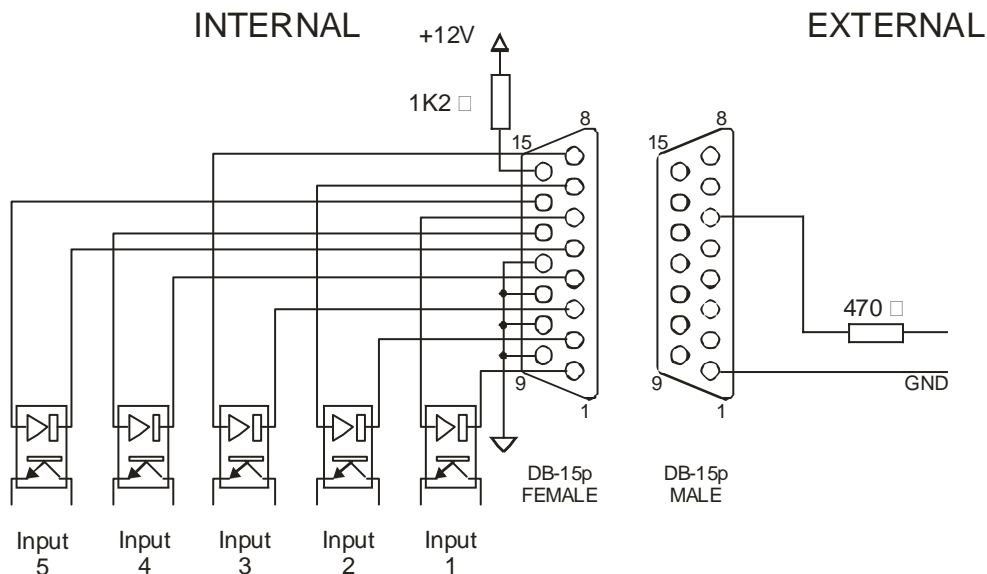 INTERNAL
EXTERNAL
+12V
1K2 □
8
8
15
15
470 □
GND
9
9
1
1
DB-15p
FEMALE
DB-15p
MALE
Input
5
Input
4
Input
3
Input
2
Input
1